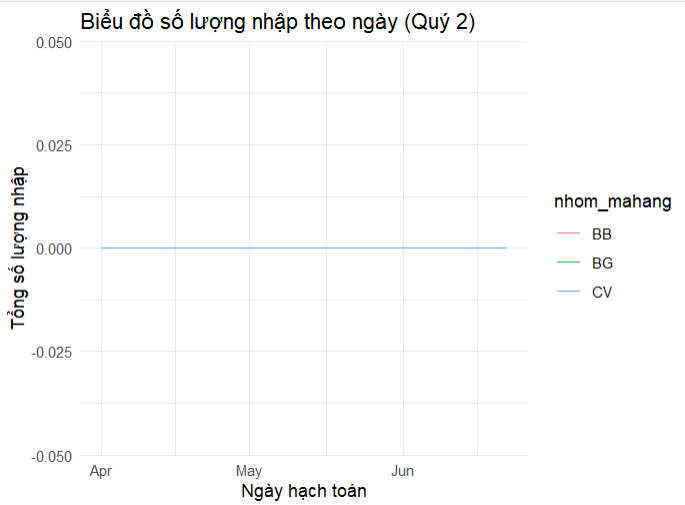 Biểu đồ số lượng nhập theo ngày (Quý 2)
0.050
0.025
0.000
-0.025
-0.050
Tổng số lượng nhập
Apr May Jun
Ngày hạch toán
nhom_mahang
BB
BG
CV